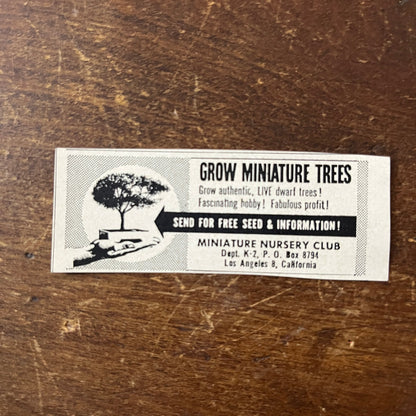 GROW MINIATURE TREES
Grow authentic, LIVE dwarf trees!
Fascinating hobby! Fabulous profit!
SEND FOR FREE SEED & INFORMATION!
MINIATURE NURSERY CLUB
Dept. K-2, P. O. Box 8794
Los Angeles 8, California